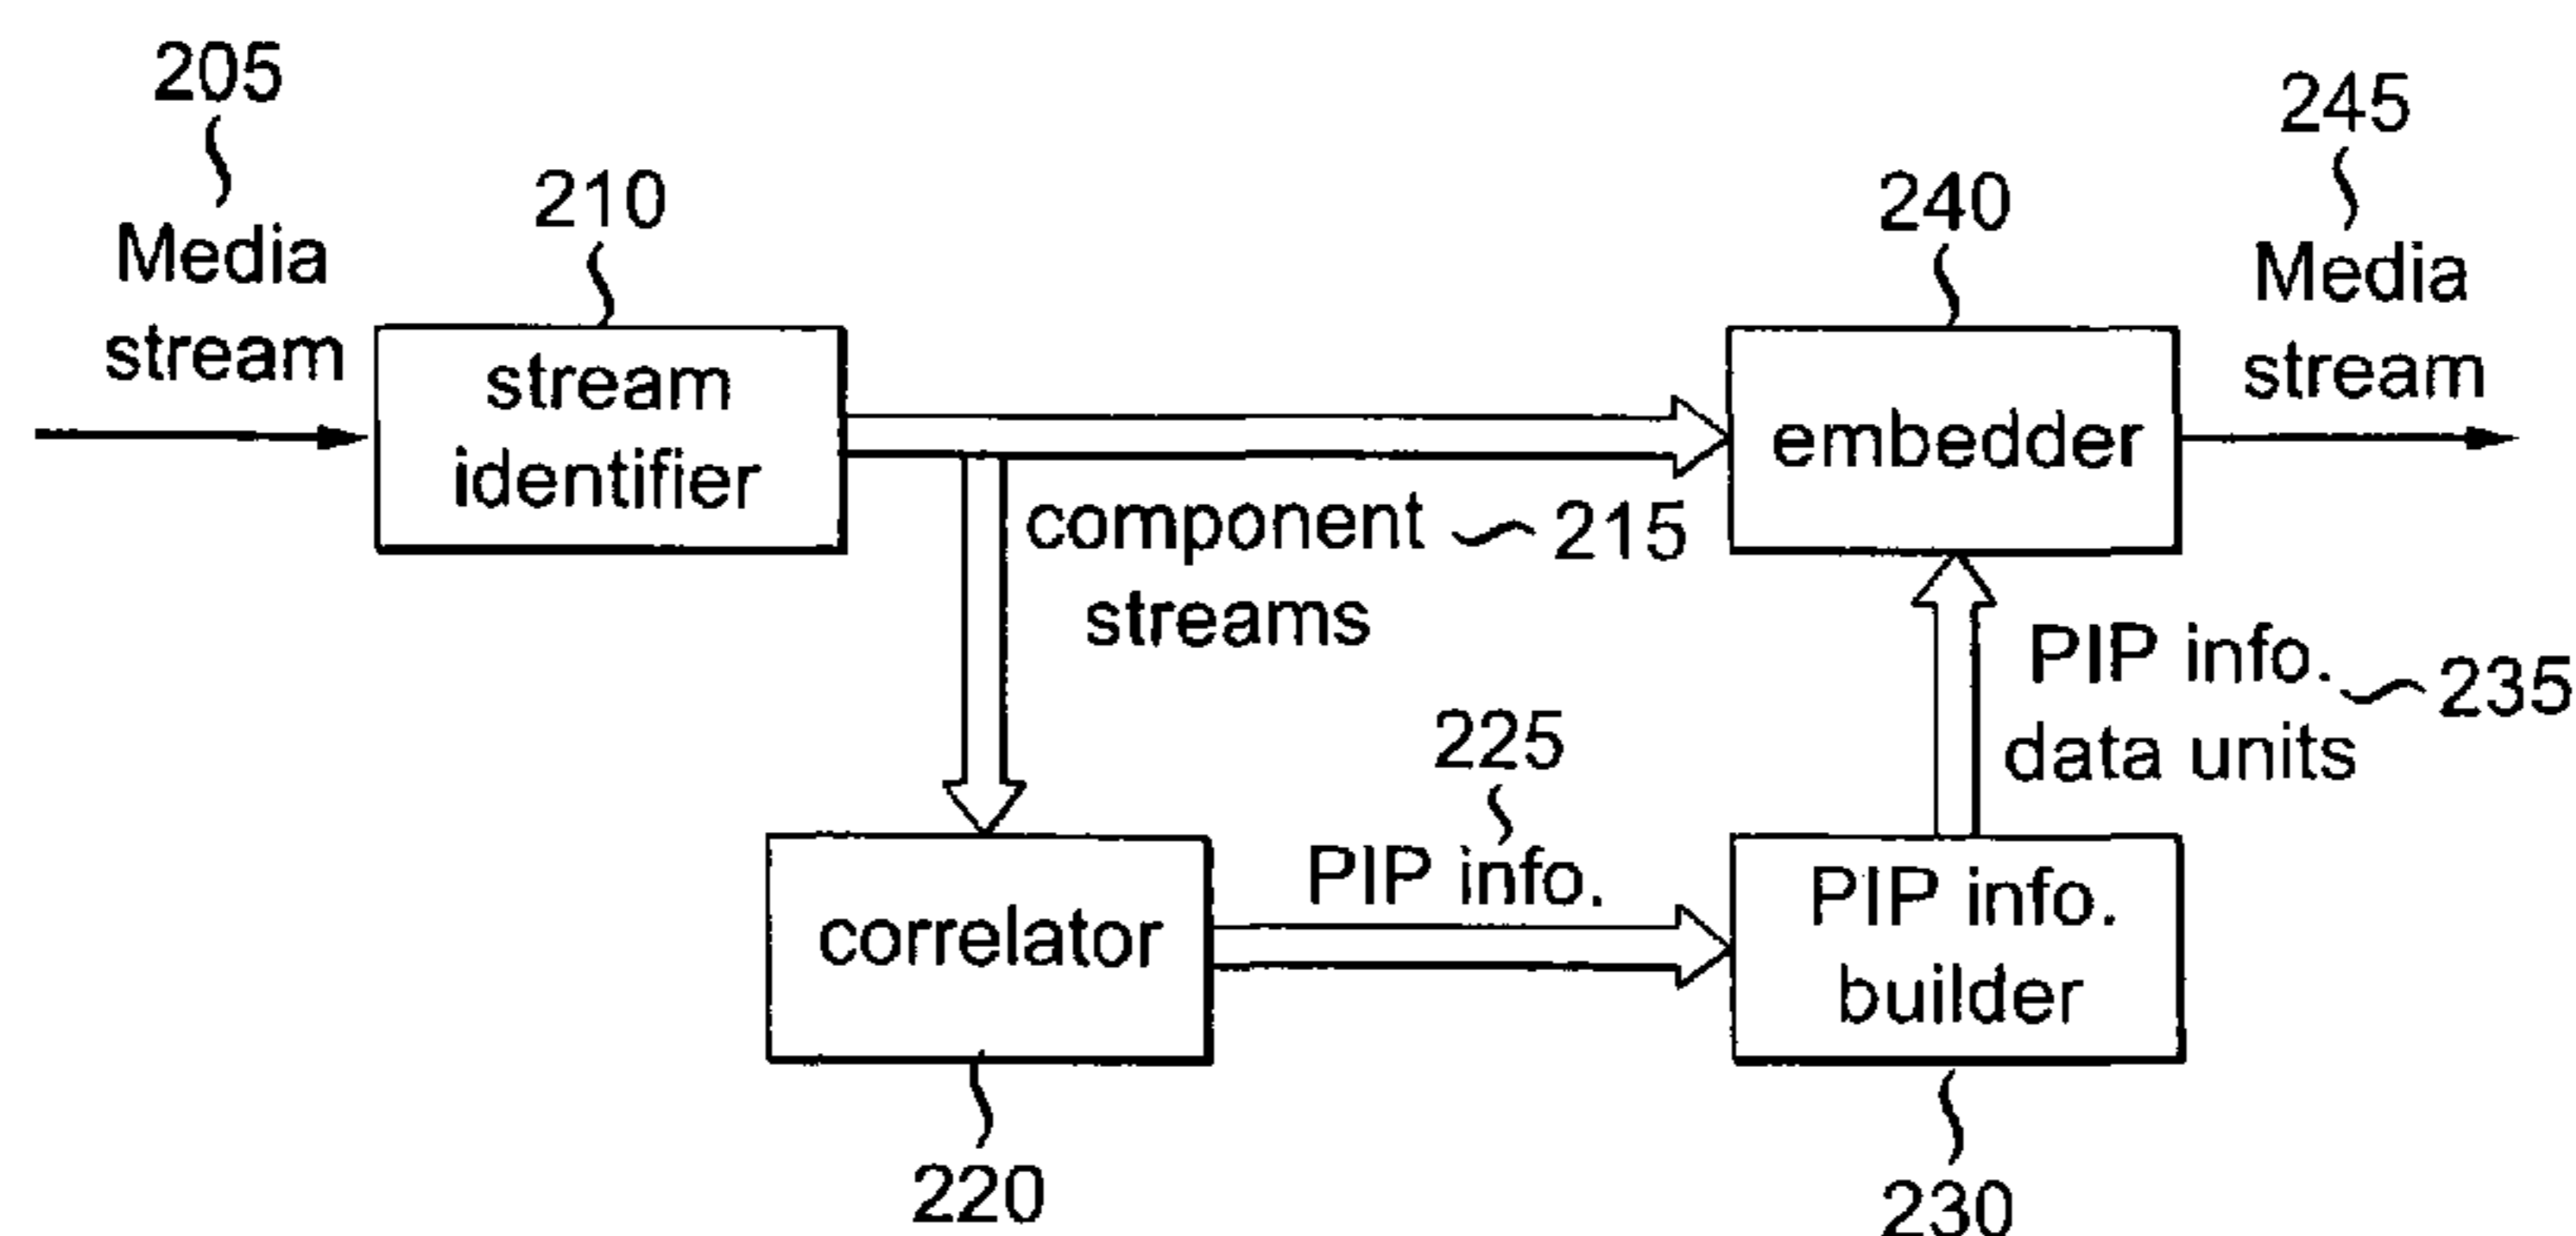 205
Media
stream
210
stream
identifier
component
streams
215
240
embedder
245
Media
stream
PIP info.
data units
235
225
PIP info.
correlator
220
PIP info.
builder
230